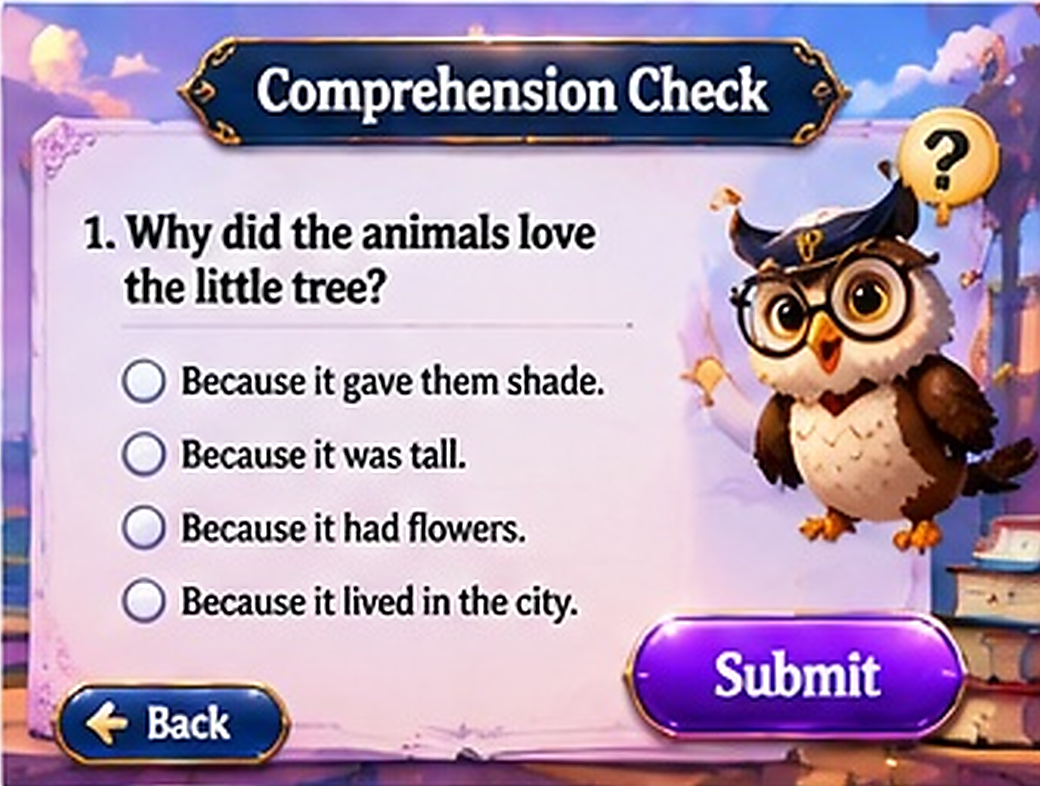 Comprehension Check
?
1. Why did the animals love
the little tree?
Because it gave them shade.
Because it was tall.
Because it had flowers.
Because it lived in the city.
Submit
Back